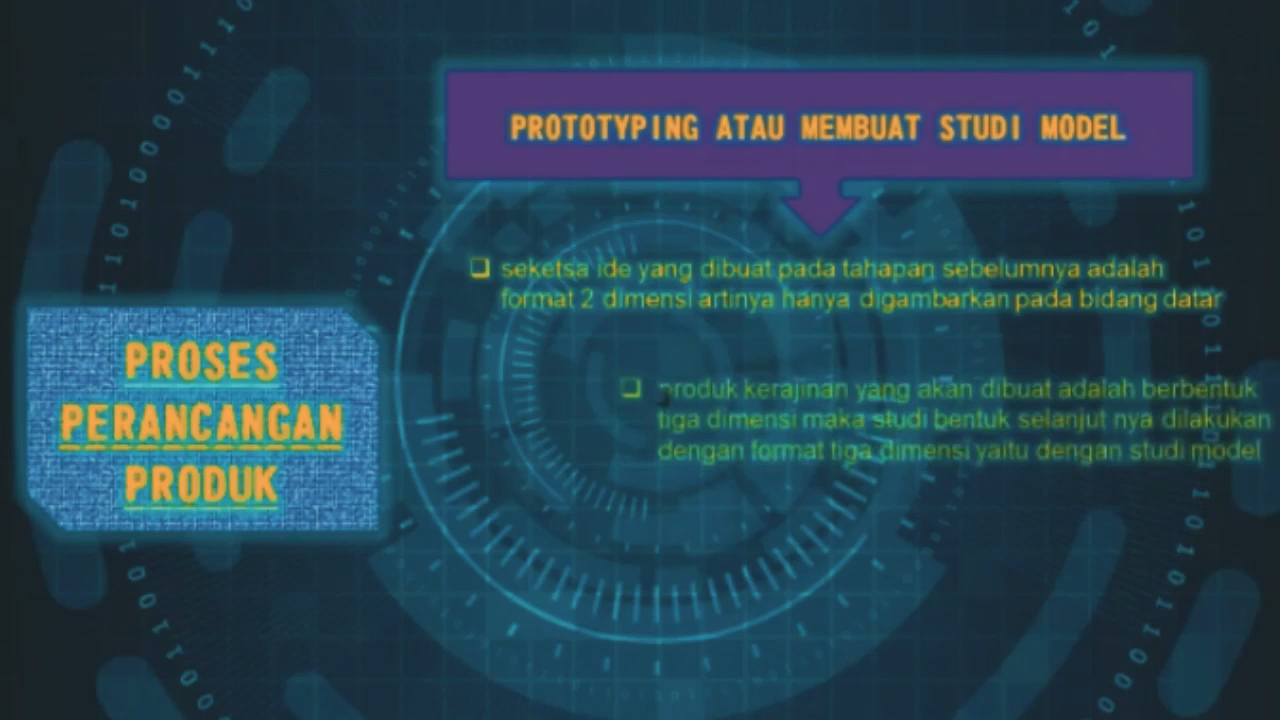 PROTOTYPING ATAU MEMBUAT STUDI MODEL
seketsa ide yang dibuat pada tahapan sebelumnya adalah
format 2 dimensi artinya hanya digambarkan pada bidang datar
PROSES
PERANCANGAN
PRODUK
produk kerajinan yang akan dibuat adalah berbentuk
tiga dimensi maka studi bentuk selanjut nya dilakukan
dengan format tiga dimensi yaitu dengan studi model